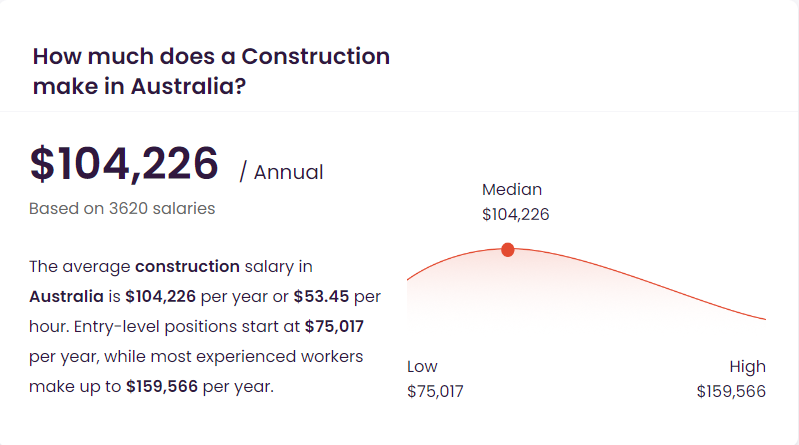 How much does a Construction
make in Australia?
$104,226 / Annual
Based on 3620 salaries
The average construction salary in
Australia is $104,226 per year or $53.45 per
hour. Entry-level positions start at $75,017
per year, while most experienced workers
make up to $159,566 per year.
Median
$104,226
Low
$75,017
High
$159,566